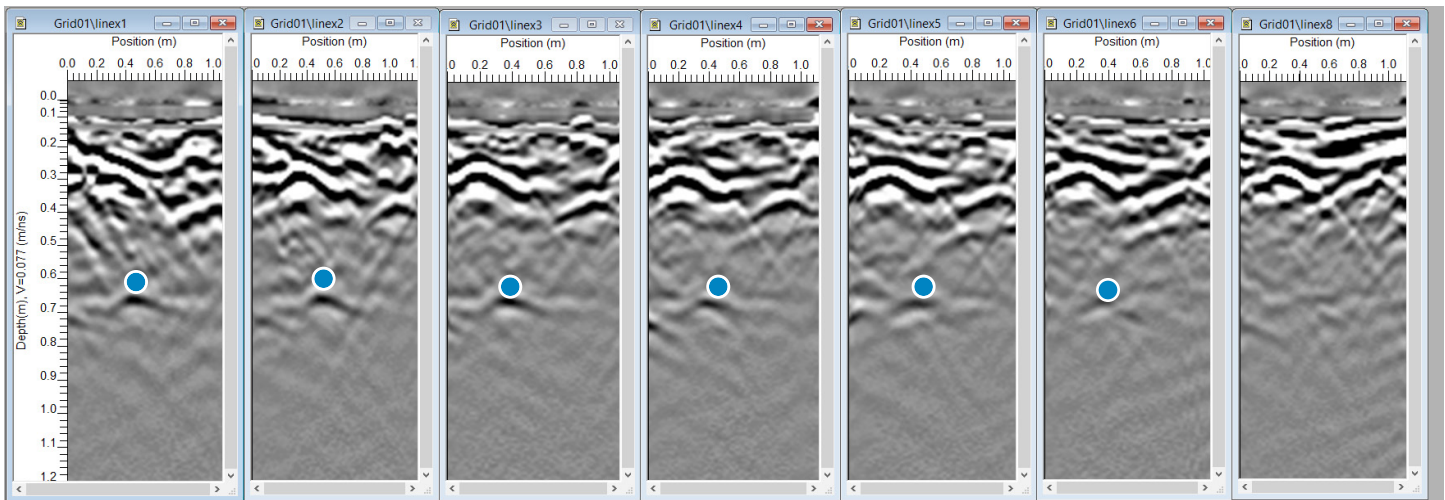 Grid01\linex1
Position (m)
0.0 0.2 0.4 0.6 0.8 1.0
0.0
0.1
0.2
0.3
0.4
0.5
0.6
0.7
0.8
0.9
1.0
1.1
1.2
Depth(m), V=0.077 (m/ns)
Grid01\linex2
Position (m)
0.0 0.2 0.4 0.6 0.8 1.0
Grid01\linex3
Position (m)
0 0.2 0.4 0.6 0.8 1.0
Grid01\linex4
Position (m)
0 0.2 0.4 0.6 0.8 1.0
Grid01\linex5
Position (m)
0 0.2 0.4 0.6 0.8 1.0
Grid01\linex6
Position (m)
0 0.2 0.4 0.6 0.8 1.0
Grid01\linex8
Position (m)
0 0.2 0.4 0.6 0.8 1.0